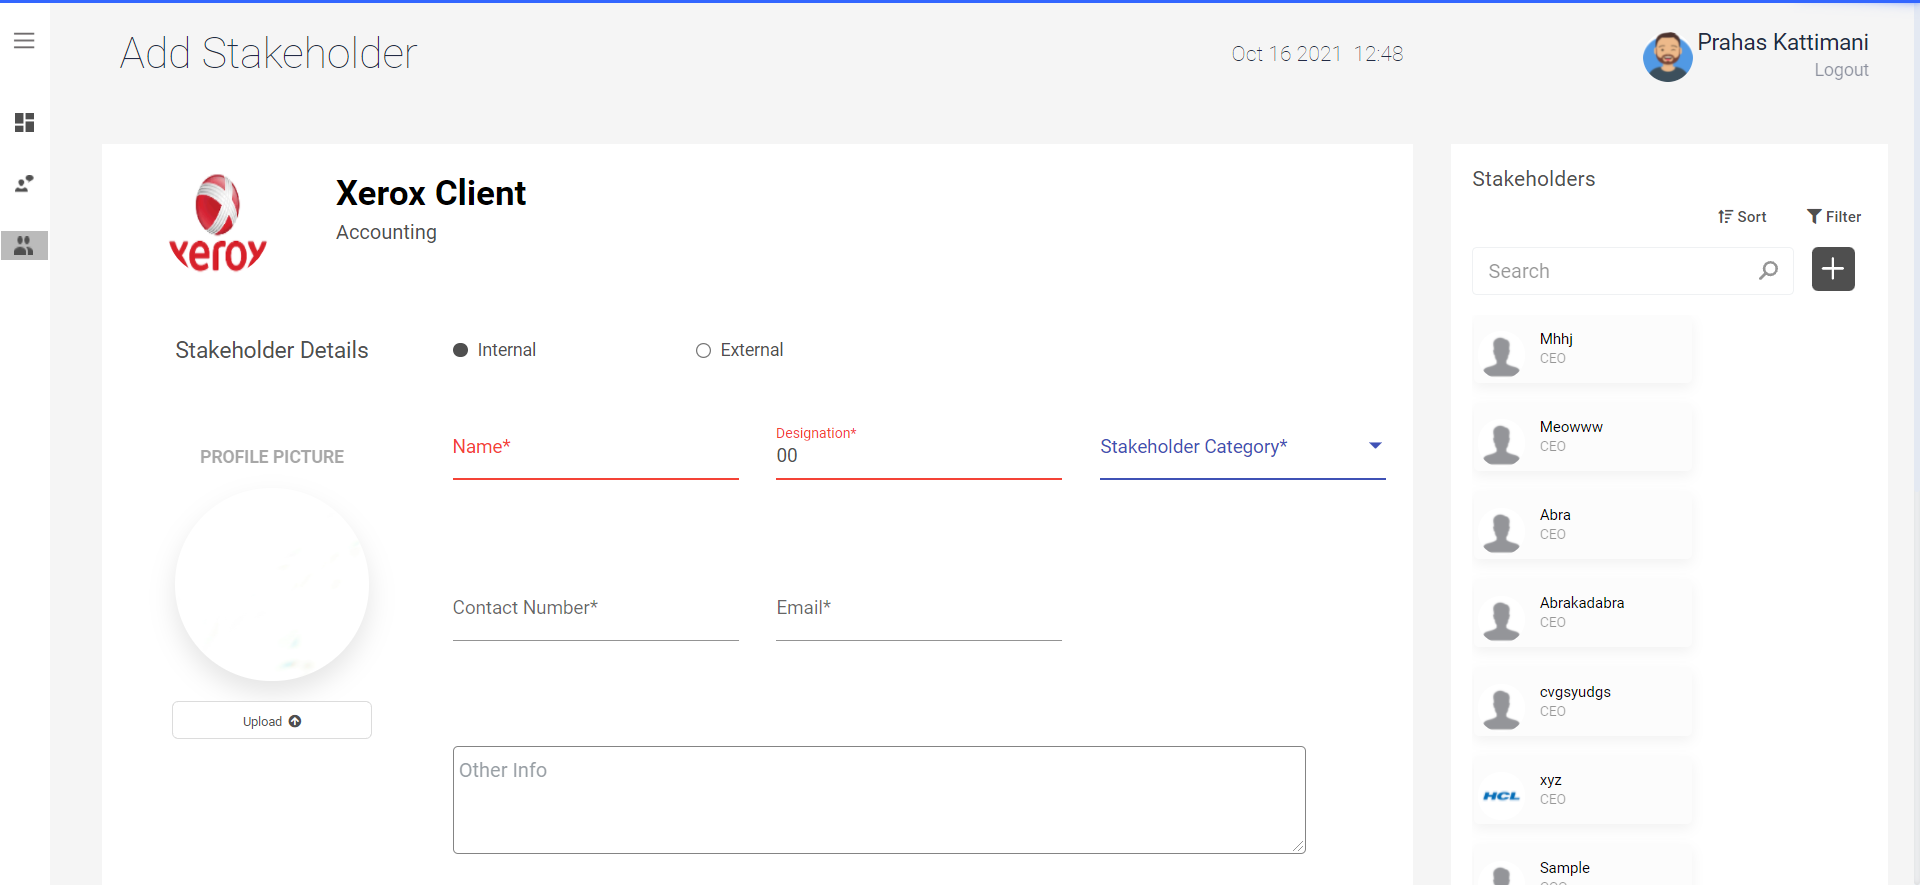 Add Stakeholder
Oct 16 2021 12:48
Prahas Kattimani
Logout
xeroy
Xerox Client
Accounting
Stakeholder Details
Internal
External
PROFILE PICTURE
Name*
Designation*
00
Stakeholder Category*
Contact Number*
Email*
Upload
Other Info
Stakeholders
Sort
Filter
Search
Mhhj
CEO
Meowww
CEO
Abra
CEO
Abrakadabra
CEO
cvgsyudgs
CEO
HCL
xyz
CEO
Sample